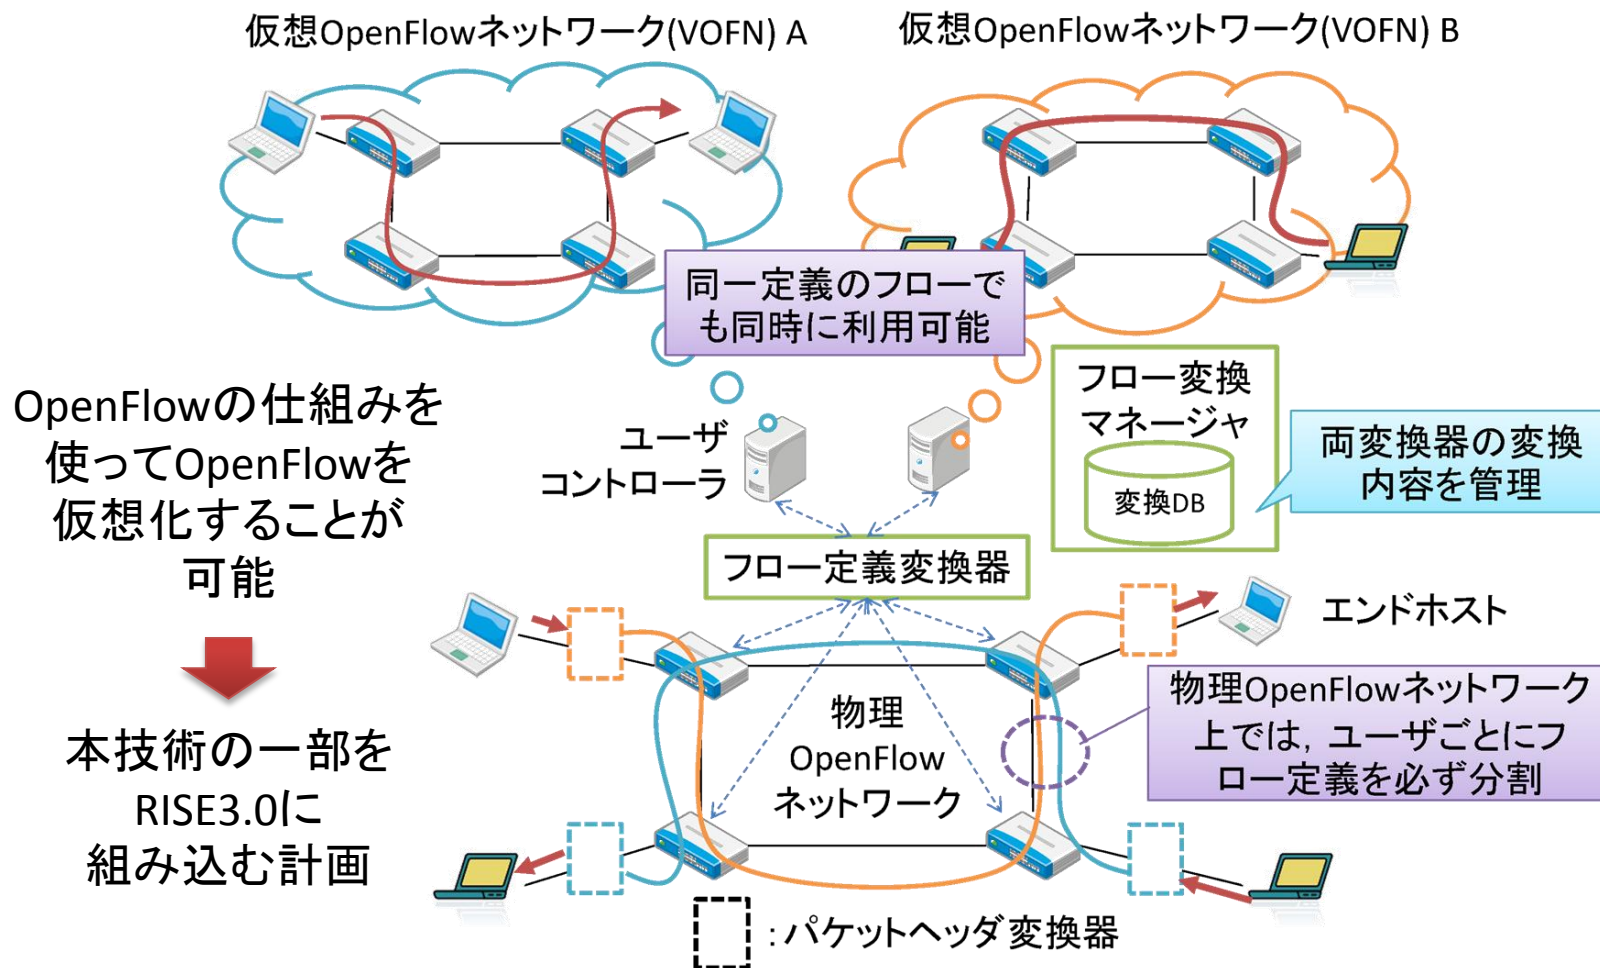 仮想OpenFlowネットワーク(VOFN) A
仮想OpenFlowネットワーク(VOFN) B
同一定義のフローで
も同時に利用可能
OpenFlowの仕組みを
使ってOpenFlowを
仮想化することが
可能
本技術の一部を
RISE3.0に
組み込む計画
ユーザ
コントローラ
フロー変換
マネージャ
変換DB
両変換器の変換
内容を管理
フロー定義変換器
エンドホスト
物理
OpenFlow
ネットワーク
物理OpenFlowネットワーク
上では，ユーザごとにフ
ロー定義を必ず分割
：パケットヘッダ変換器